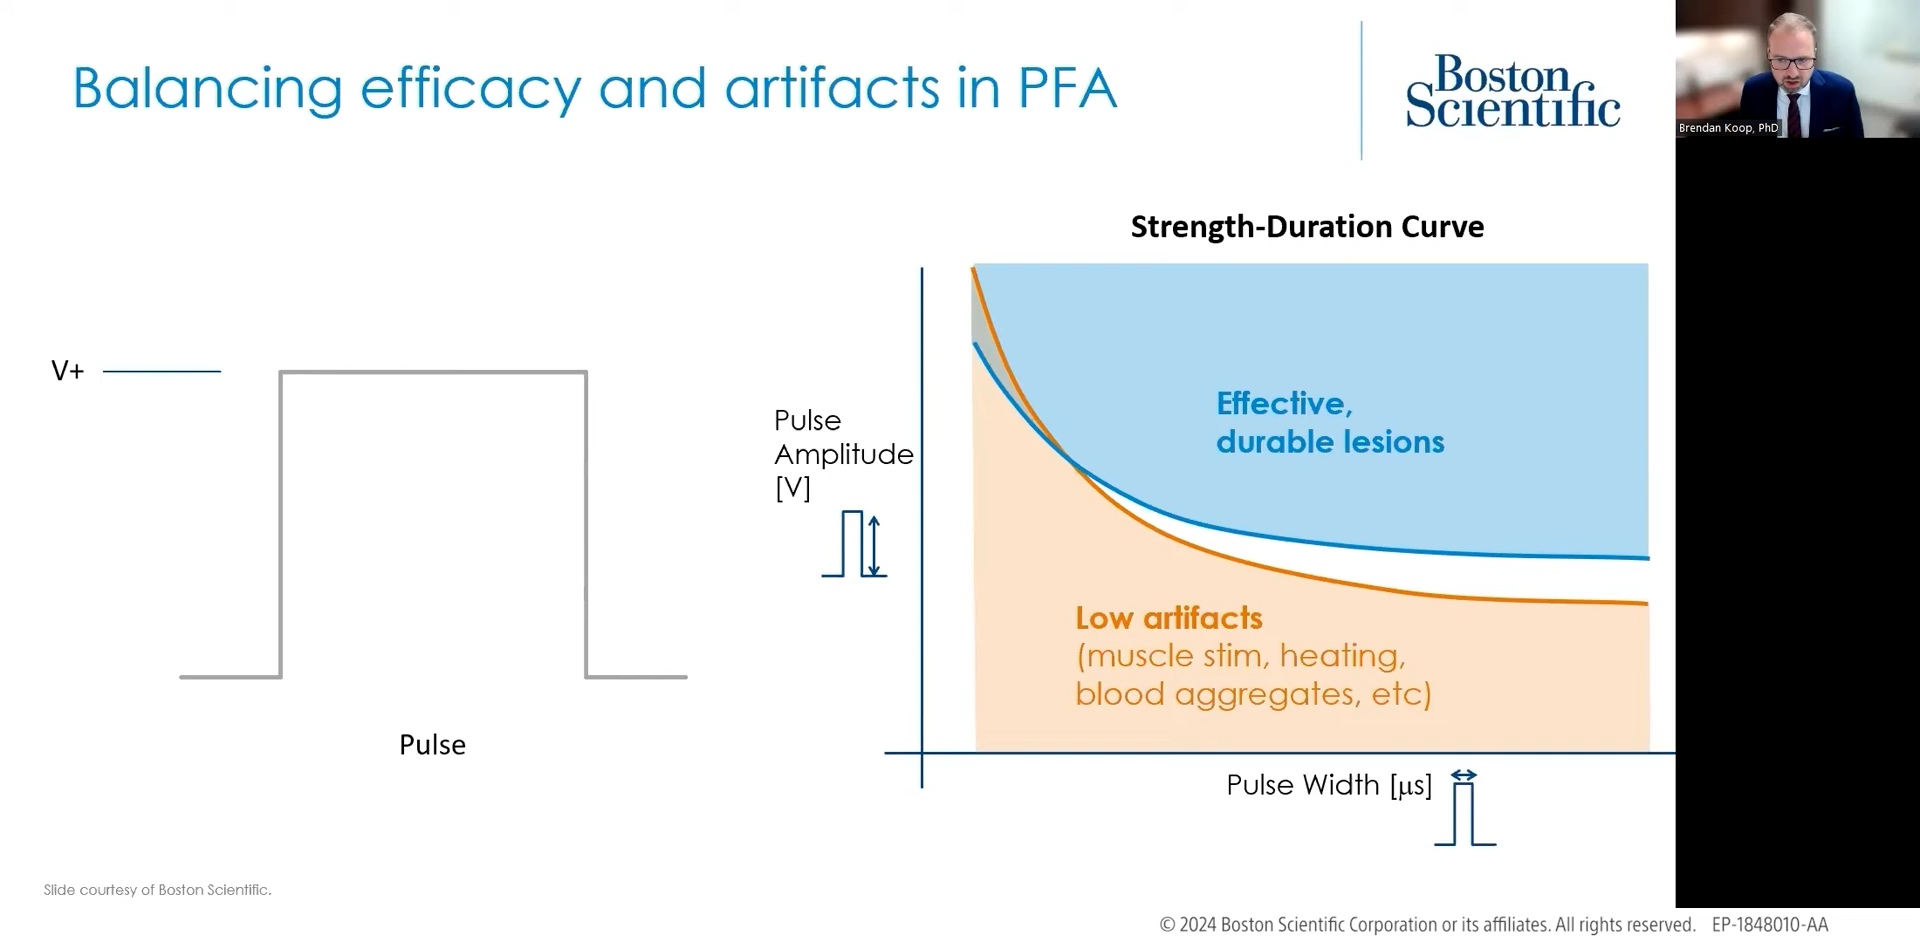 Balancing efficacy and artifacts in PFA
Boston
Scientific
Brendan Koop, PhD
Strength-Duration Curve
V+
Pulse
Pulse
Amplitude
[V]
Effective,
durable lesions
Low artifacts
(muscle stim, heating,
blood aggregates, etc)
Pulse Width [μs]
Slide courtesy of Boston Scientific.
© 2024 Boston Scientific Corporation or its affiliates. All rights reserved. EP-1848010-AA